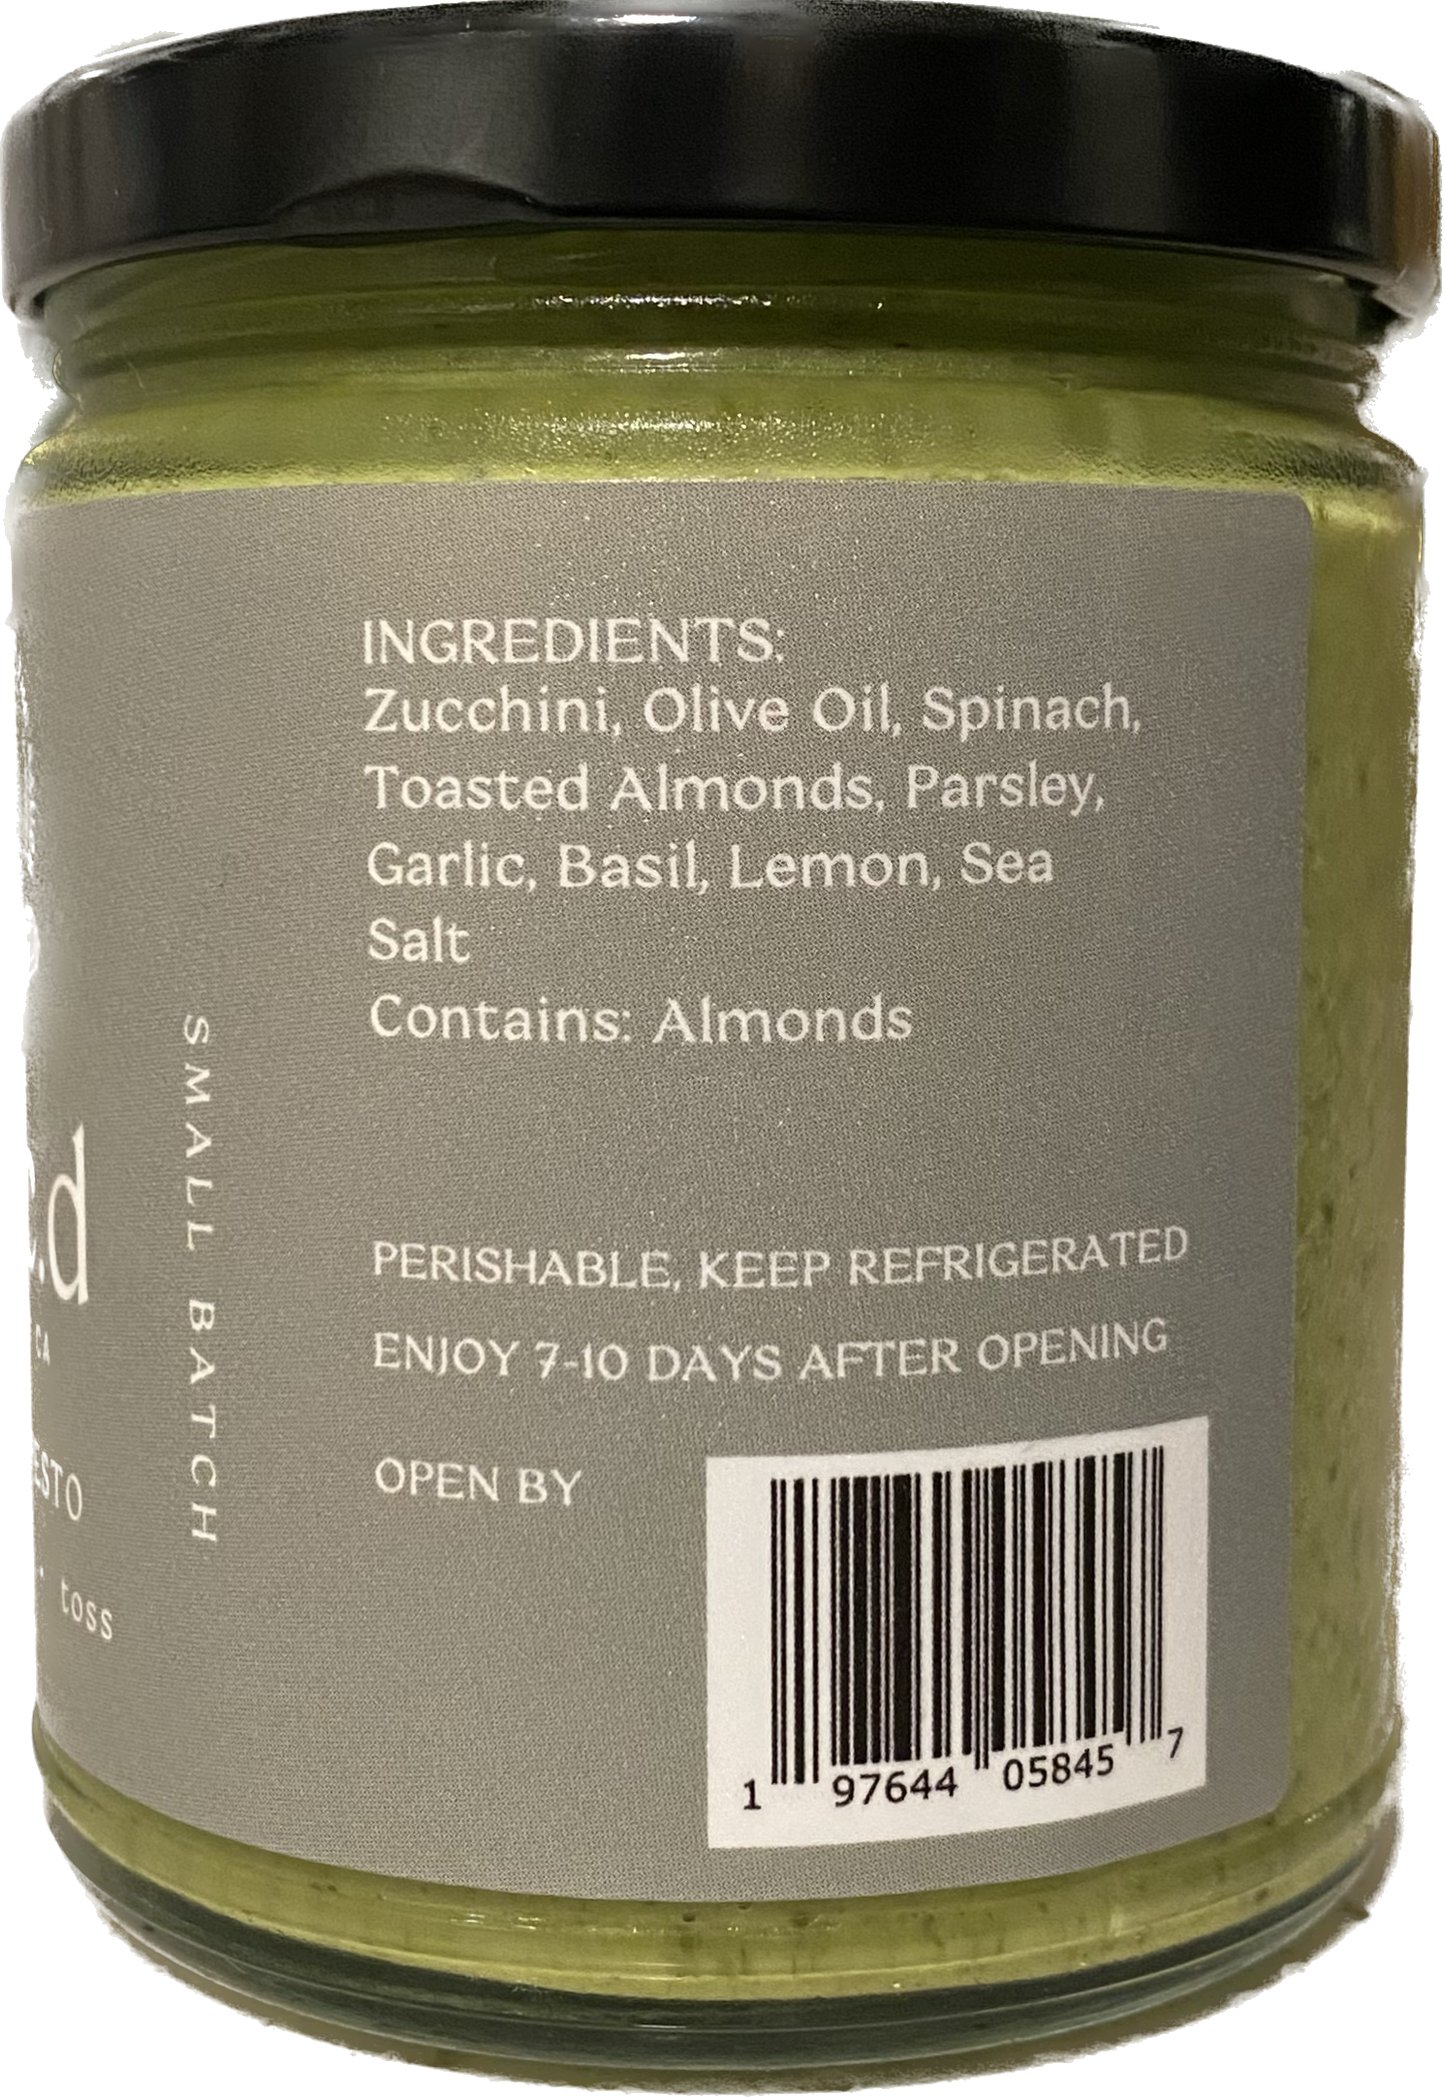 INGREDIENTS:
Zucchini, Olive Oil, Spinach,
Toasted Almonds, Parsley,
Garlic, Basil, Lemon, Sea
Salt
Contains: Almonds
PERISHABLE, KEEP REFRIGERATED
ENJOY 7-10 DAYS AFTER OPENING
OPEN BY
1 97644 05845 7
SMALL BATCH
CA
toss